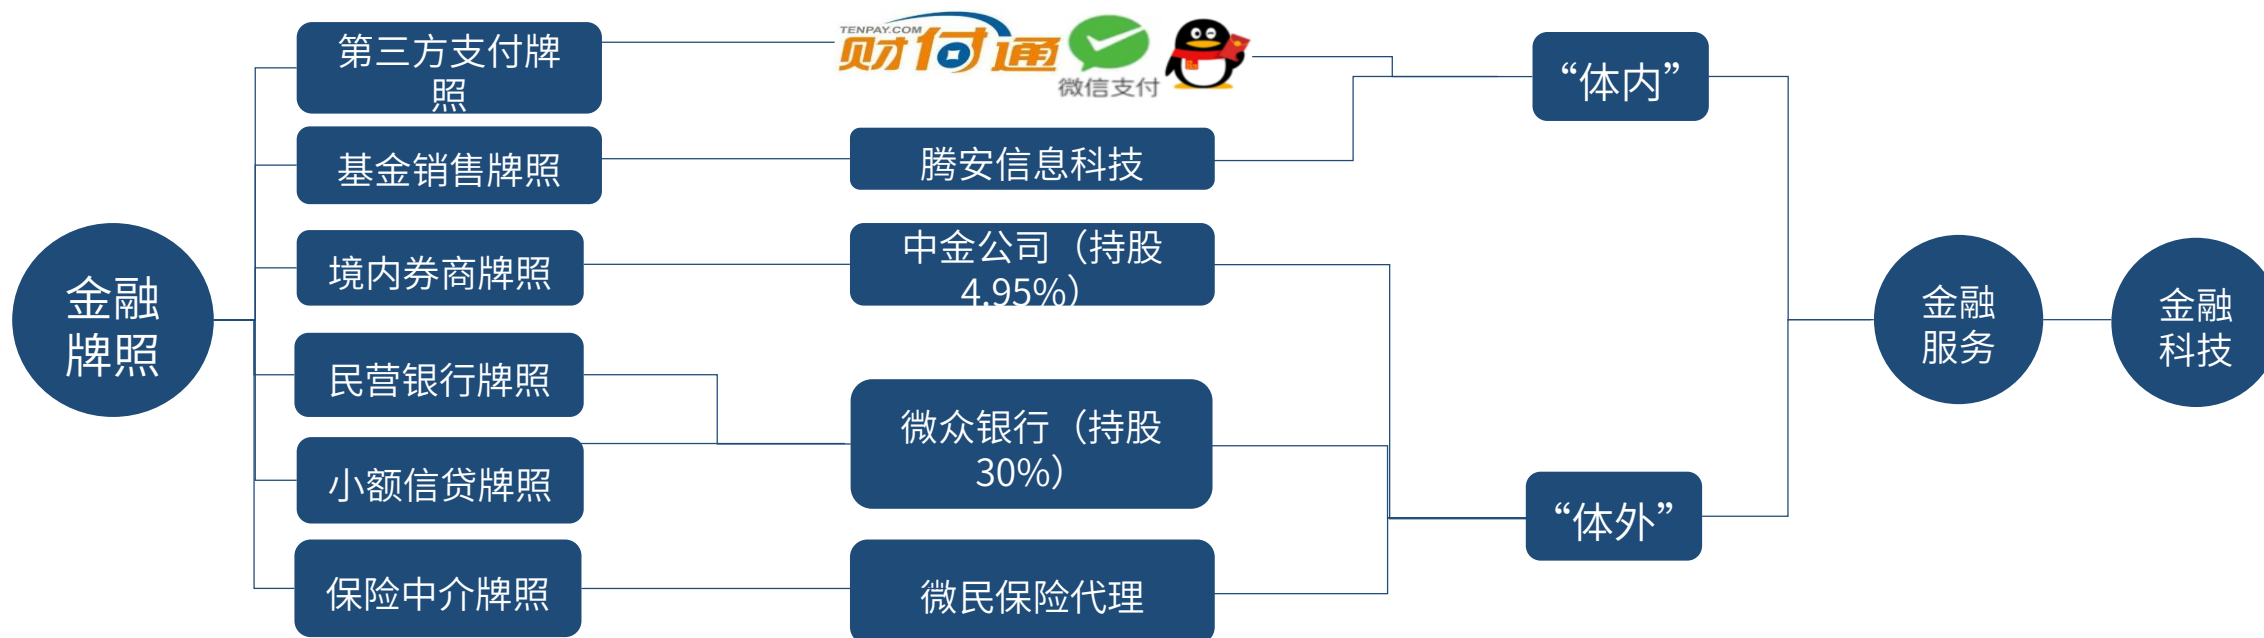 第三方支付牌
照
TENPAY.COM
财付通
微信支付
“体内”
基金销售牌照
腾安信息科技
境内券商牌照
中金公司（持股
4.95%）
金融
牌照
民营银行牌照
微众银行（持股
30%）
金融
服务
金融
科技
小额信贷牌照
“体外”
保险中介牌照
微民保险代理